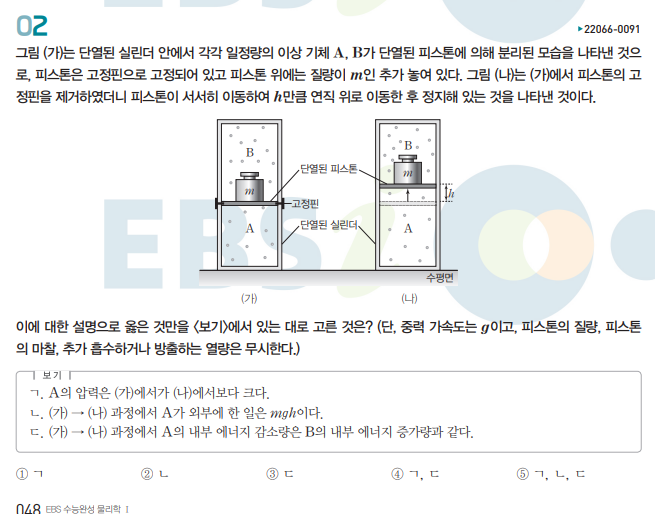 02
▶22066-0091
그림 (가)는 단열된 실린더 안에서 각각 일정량의 이상 기체 A, B가 단열된 피스톤에 의해 분리된 모습을 나타낸 것으
로, 피스톤은 고정핀으로 고정되어 있고 피스톤 위에는 질량이 m인 추가 놓여 있다. 그림 (나)는 (가)에서 피스톤의 고
정핀을 제거하였더니 피스톤이 서서히 이동하여 h만큼 연직 위로 이동한 후 정지해 있는 것을 나타낸 것이다.
B
m
A
단열된 피스톤
고정핀
단열된 실린더
B
m
h
A
수평면
(가)
(나)
이에 대한 설명으로 옳은 것만을 <보기>에서 있는 대로 고른 것은? (단, 중력 가속도는 g이고, 피스톤의 질량, 피스톤
의 마찰, 추가 흡수하거나 방출하는 열량은 무시한다.)
보기
ㄱ. A의 압력은 (가)에서가 (나)에서보다 크다.
ㄴ. (가) → (나) 과정에서 A가 외부에 한 일은 mgh이다.
ㄷ. (가) → (나) 과정에서 A의 내부 에너지 감소량은 B의 내부 에너지 증가량과 같다.
① ㄱ ② ㄴ ③ ㄷ ④ ㄱ, ㄷ ⑤ ㄱ, ㄴ, ㄷ
048 EBS 수능완성 물리학 I
EBSi